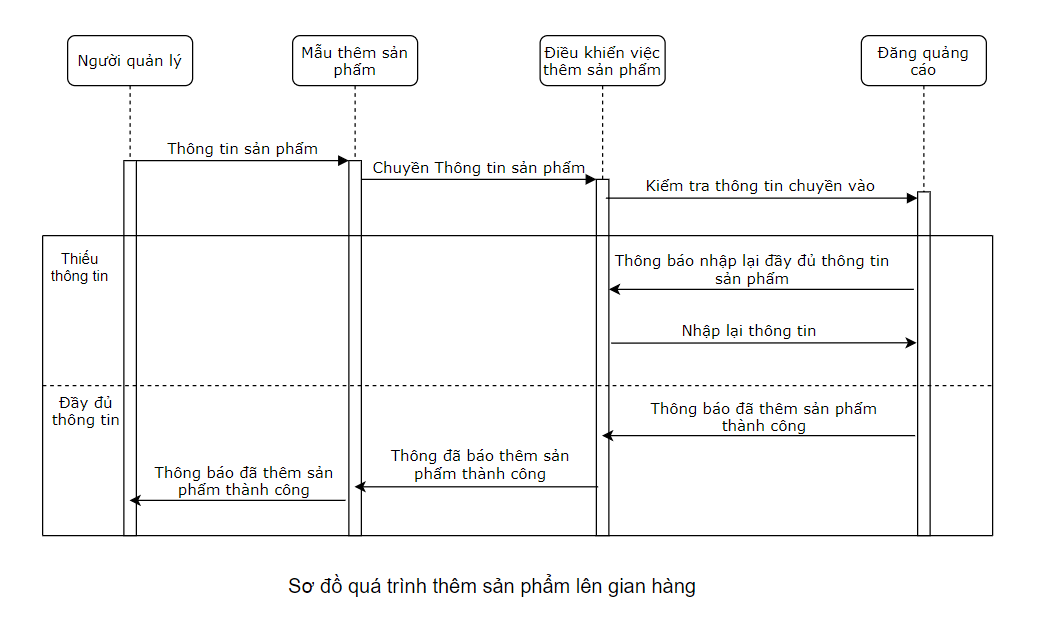 Người quản lý
Mẫu thêm sản
phẩm
Điều khiển việc
thêm sản phẩm
Đăng quảng
cáo
Thông tin sản phẩm
Chuyền Thông tin sản phẩm
Kiểm tra thông tin chuyền vào
Thiếu
thông tin
Thông báo nhập lại đầy đủ thông tin
sản phẩm
Nhập lại thông tin
Đầy đủ
thông tin
Thông báo đã thêm sản phẩm
thành công
Thông đã báo thêm sản
phẩm thành công
Thông báo đã thêm sản
phẩm thành công
Sơ đồ quá trình thêm sản phẩm lên gian hàng